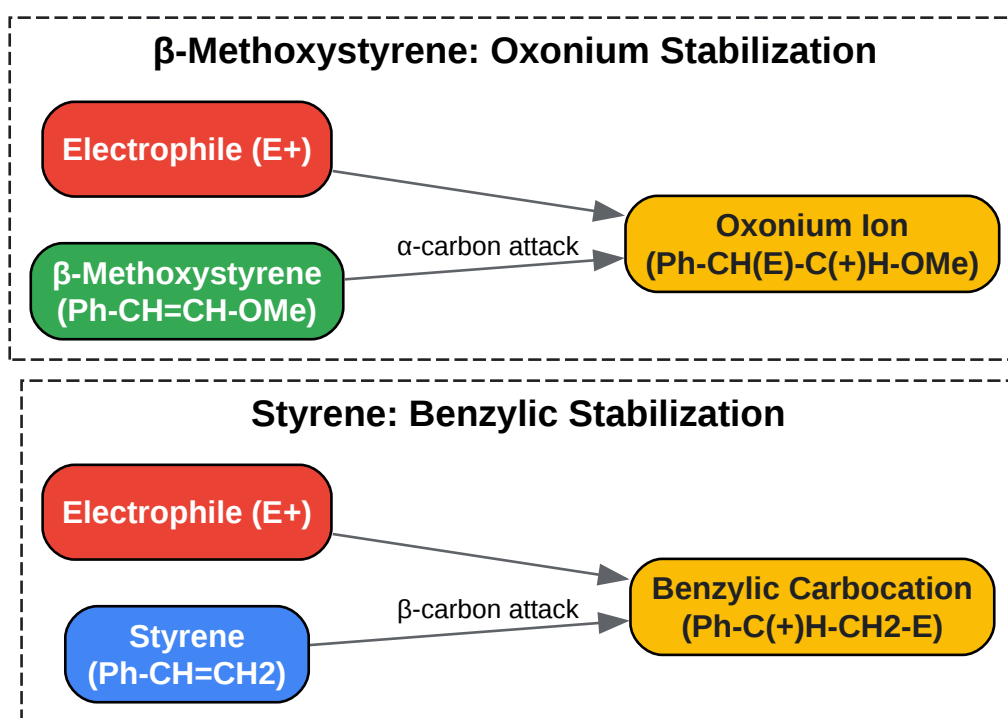 β-Methoxystyrene: Oxonium Stabilization
Electrophile (E+)
β-Methoxystyrene
(Ph-CH=CH-OMe)
α-carbon attack
Oxonium Ion
(Ph-CH(E)-C(+)H-OMe)
Styrene: Benzylic Stabilization
Electrophile (E+)
Styrene
(Ph-CH=CH2)
β-carbon attack
Benzylic Carbocation
(Ph-C(+)H-CH2-E)